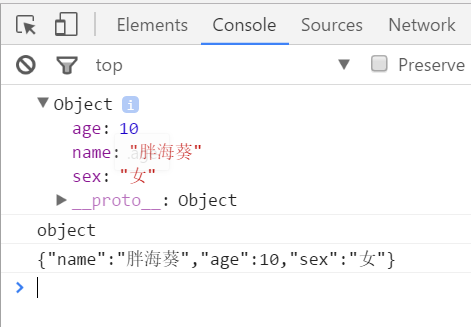 Elements Console Sources Network
top Preserve
Object i
age: 10
name: "胖海葵"
sex: "女"
__proto__: Object
object
{"name":"胖海葵","age":10,"sex":"女"}